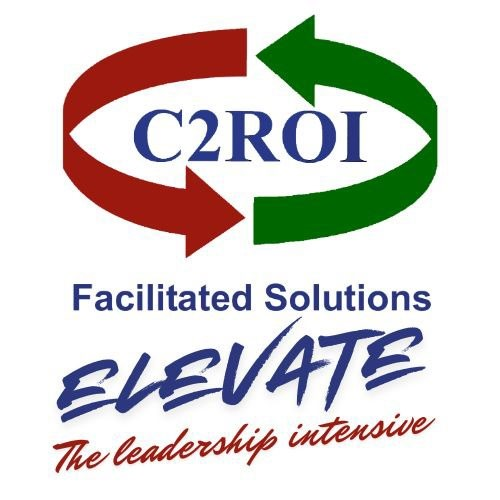 C2ROI
Facilitated Solutions
ELEVATE
The leadership intensive